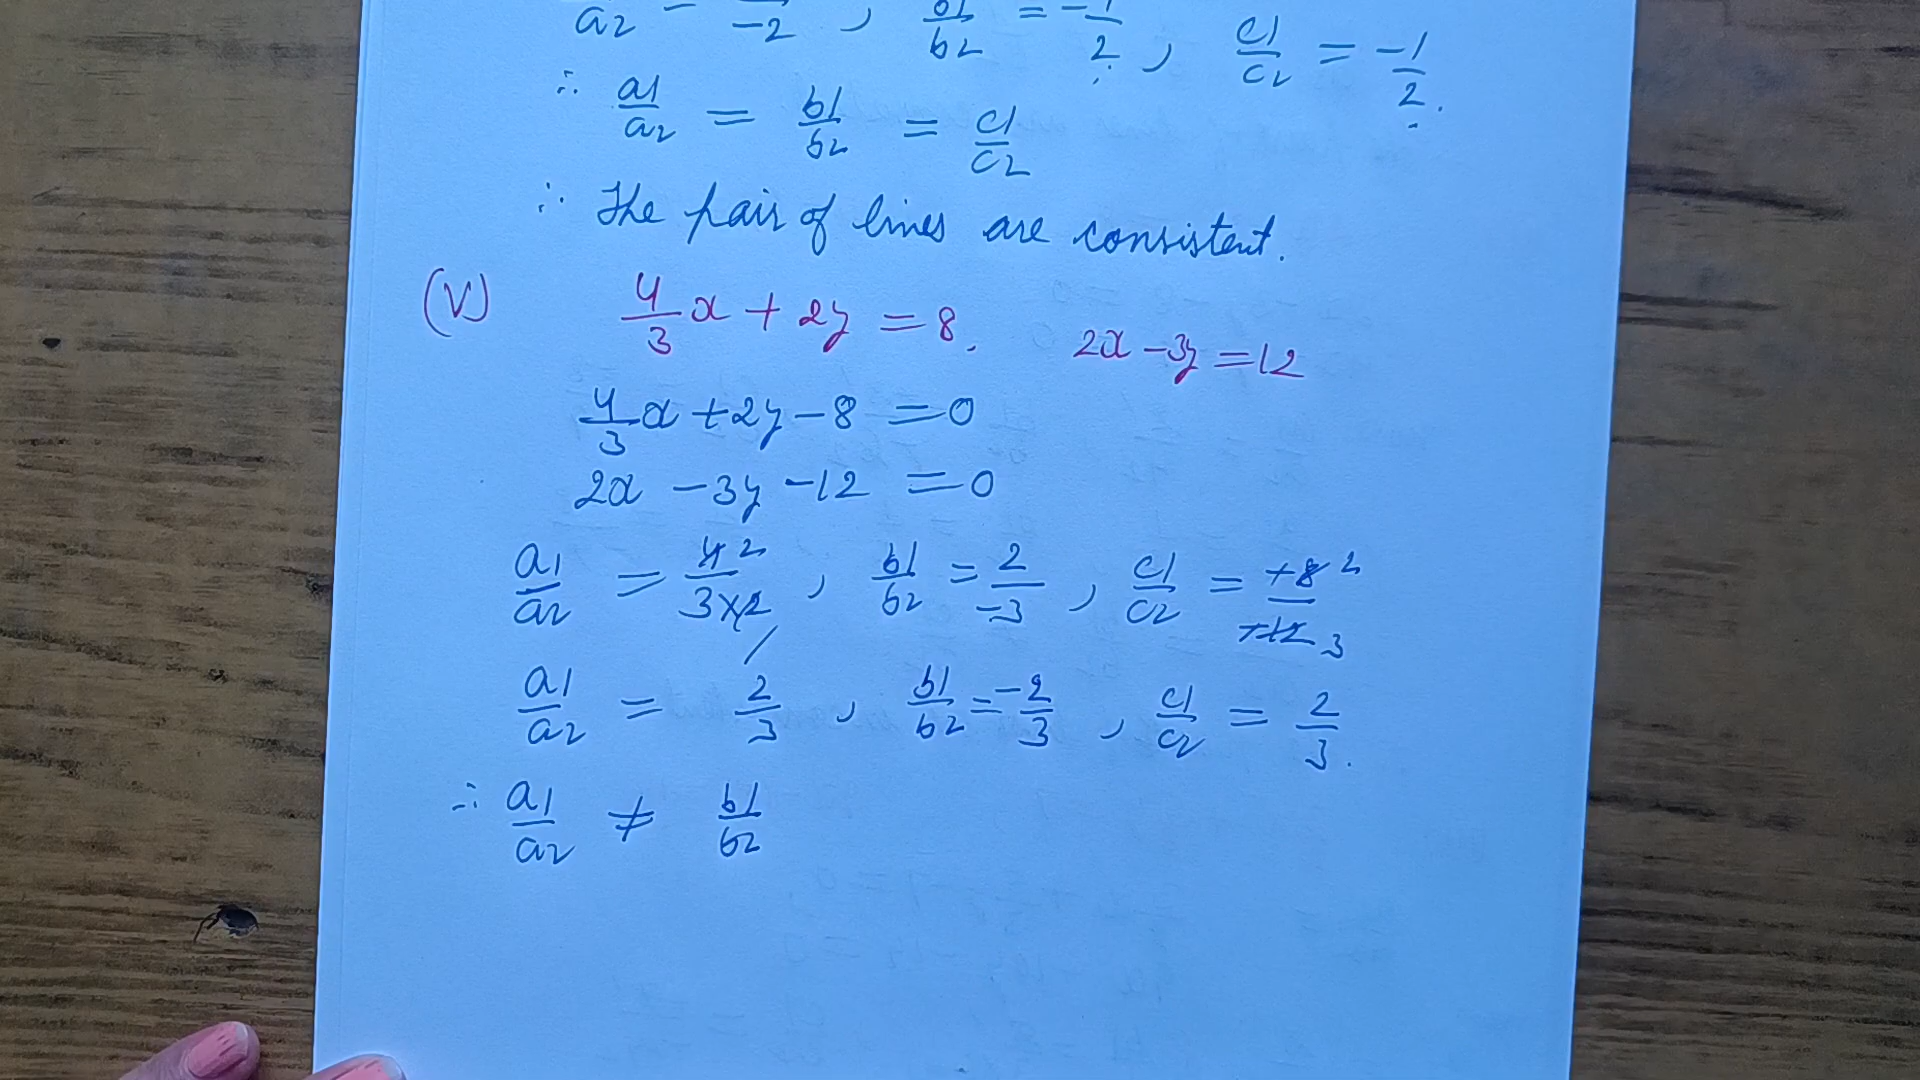 a2 = -2 , b1/b2 = -1/2 , c1/c2 = -1/2.
∴ a1/a2 = b1/b2 = c1/c2
∴ The pair of lines are consistent.
(V) 4/3 x + 2y = 8, 2x - 3y = 12
4/3 x + 2y - 8 = 0
2x - 3y - 12 = 0
a1/a2 = 4 2/3×2 , b1/b2 = 2/-3 , c1/c2 = +8 2/+12 3
a1/a2 = 2/3 , b1/b2 = -2/3 , c1/c2 = 2/3.
∴ a1/a2 ≠ b1/b2